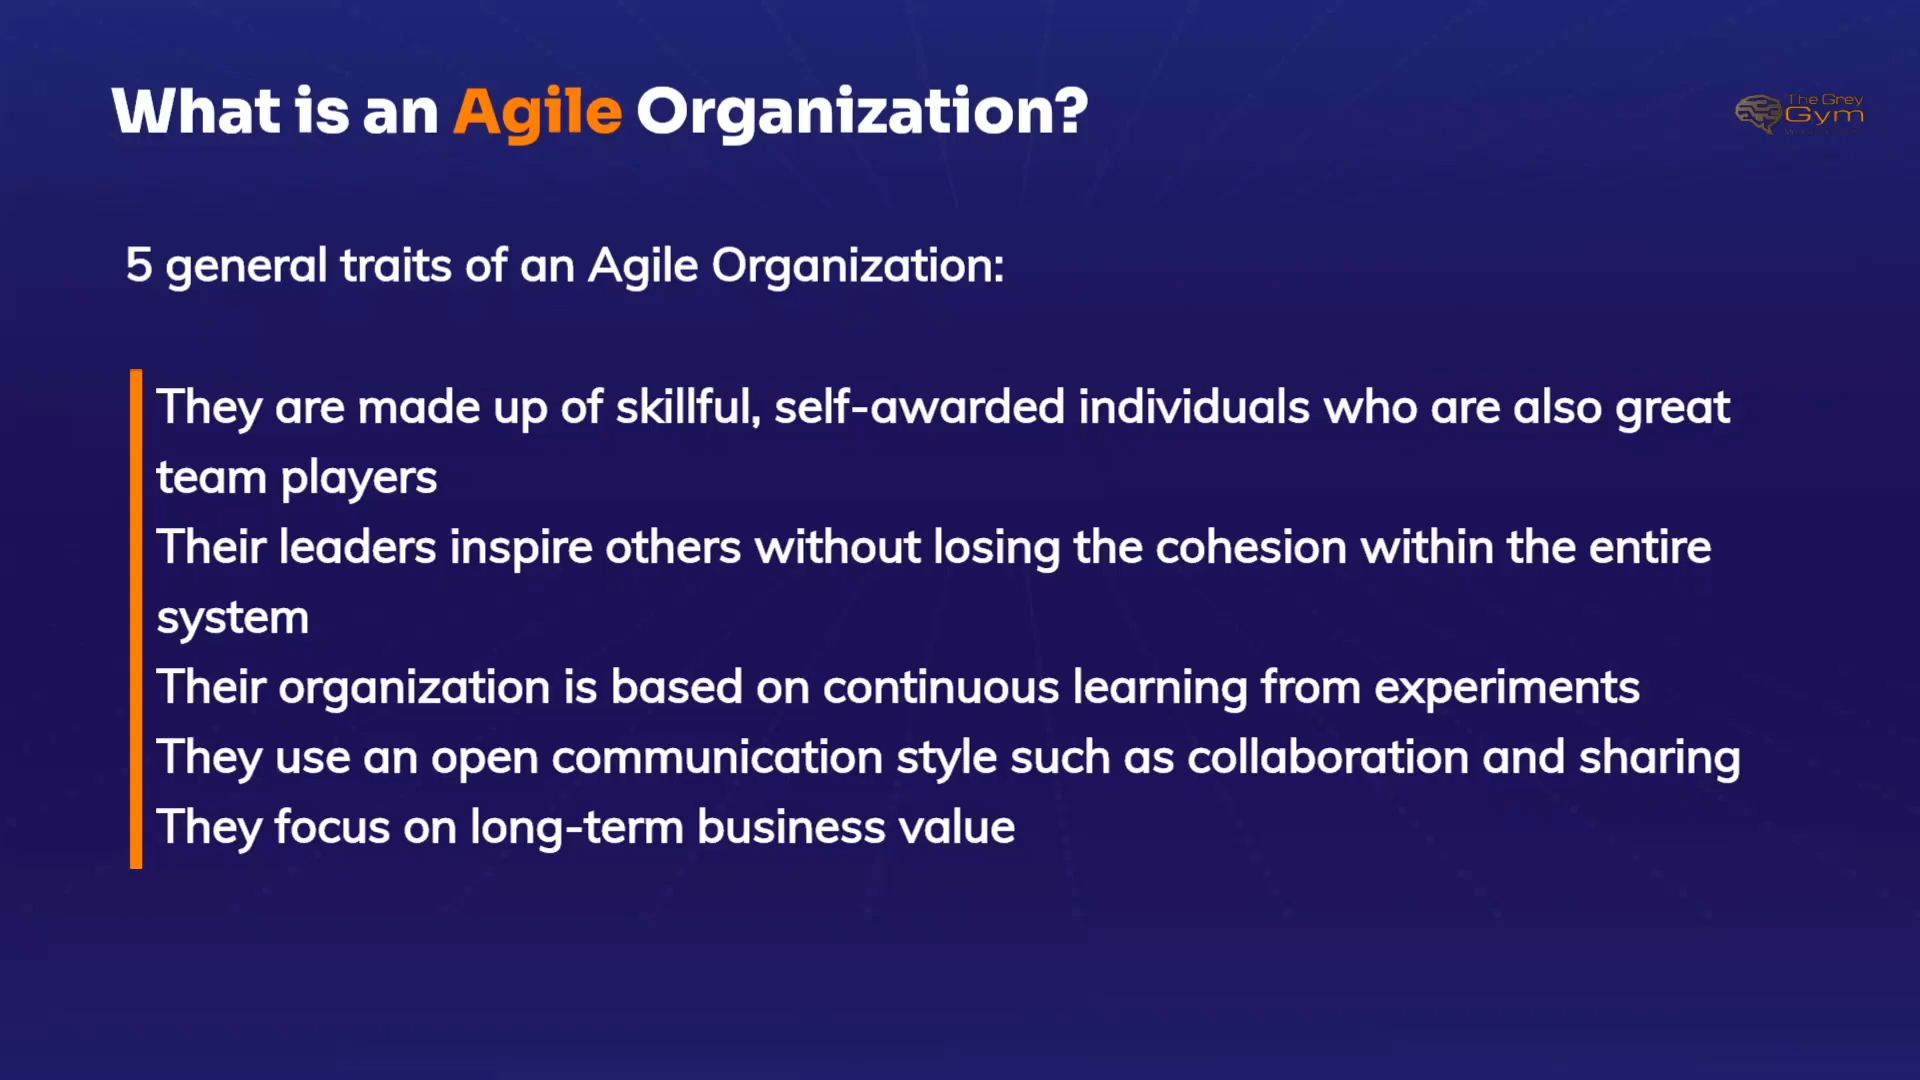 What is an Agile Organization?
The Grey
Gym
5 general traits of an Agile Organization:
They are made up of skillful, self-awarded individuals who are also great
team players
Their leaders inspire others without losing the cohesion within the entire
system
Their organization is based on continuous learning from experiments
They use an open communication style such as collaboration and sharing
They focus on long-term business value